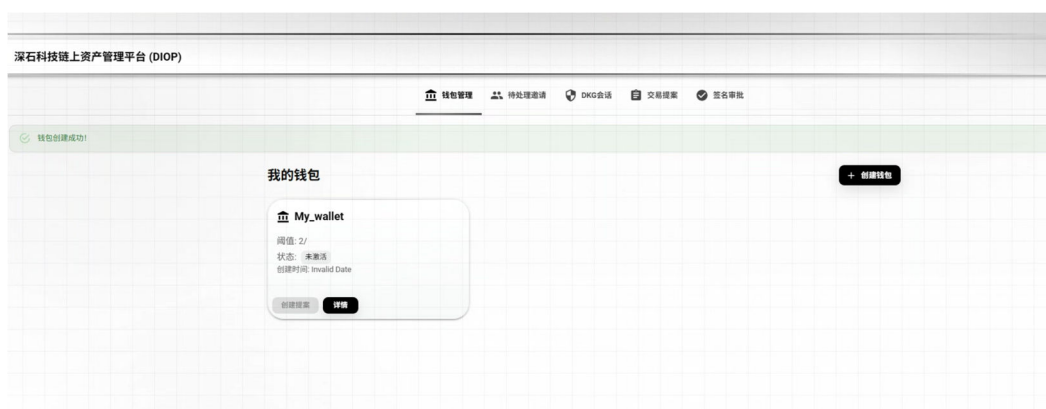 深石科技链上资产管理平台 (DIOP)
钱包管理 待处理邀请 DKG会话 交易提案 签名审批
钱包创建成功!
我的钱包
+ 创建钱包
My_wallet
阈值: 2/
状态: 未激活
创建时间: Invalid Date
创建提案 详情